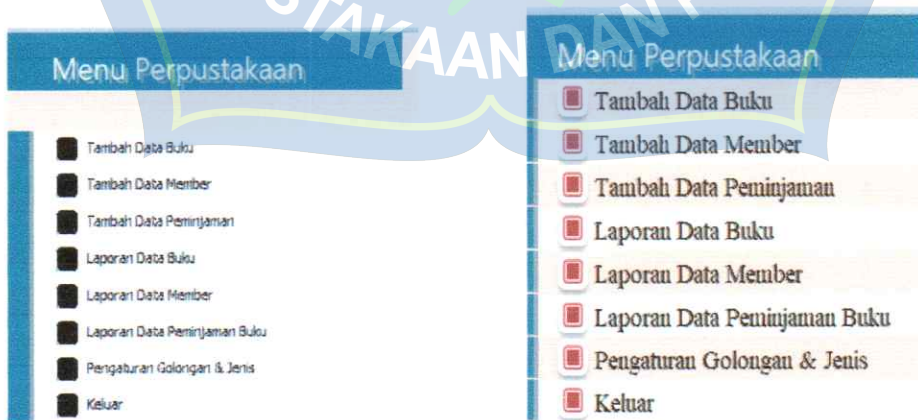 STAKAAN DAN
Menu Perpustakaan
Tambah Data Buku
Tambah Data Member
Tambah Data Peminjaman
Laporan Data Buku
Laporan Data Member
Laporan Data Peminjaman Buku
Pengaturan Golongan & Jenis
Keluar
Menu Perpustakaan
Tambah Data Buku
Tambah Data Member
Tambah Data Peminjaman
Laporan Data Buku
Laporan Data Member
Laporan Data Peminjaman Buku
Pengaturan Golongan & Jenis
Keluar